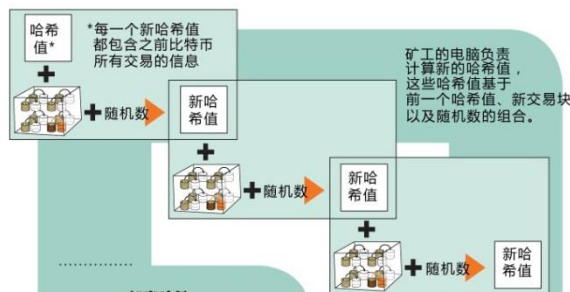 哈希
值*
*每一个新哈希值
都包含之前比特币
所有交易的信息
+
+随机数
新哈
希值
矿工的电脑负责
计算新的哈希值，
这些哈希值基于
前一个哈希值、新交易块
以及随机数的组合。
+
+随机数
新哈
希值
+
+随机数
新哈
希值